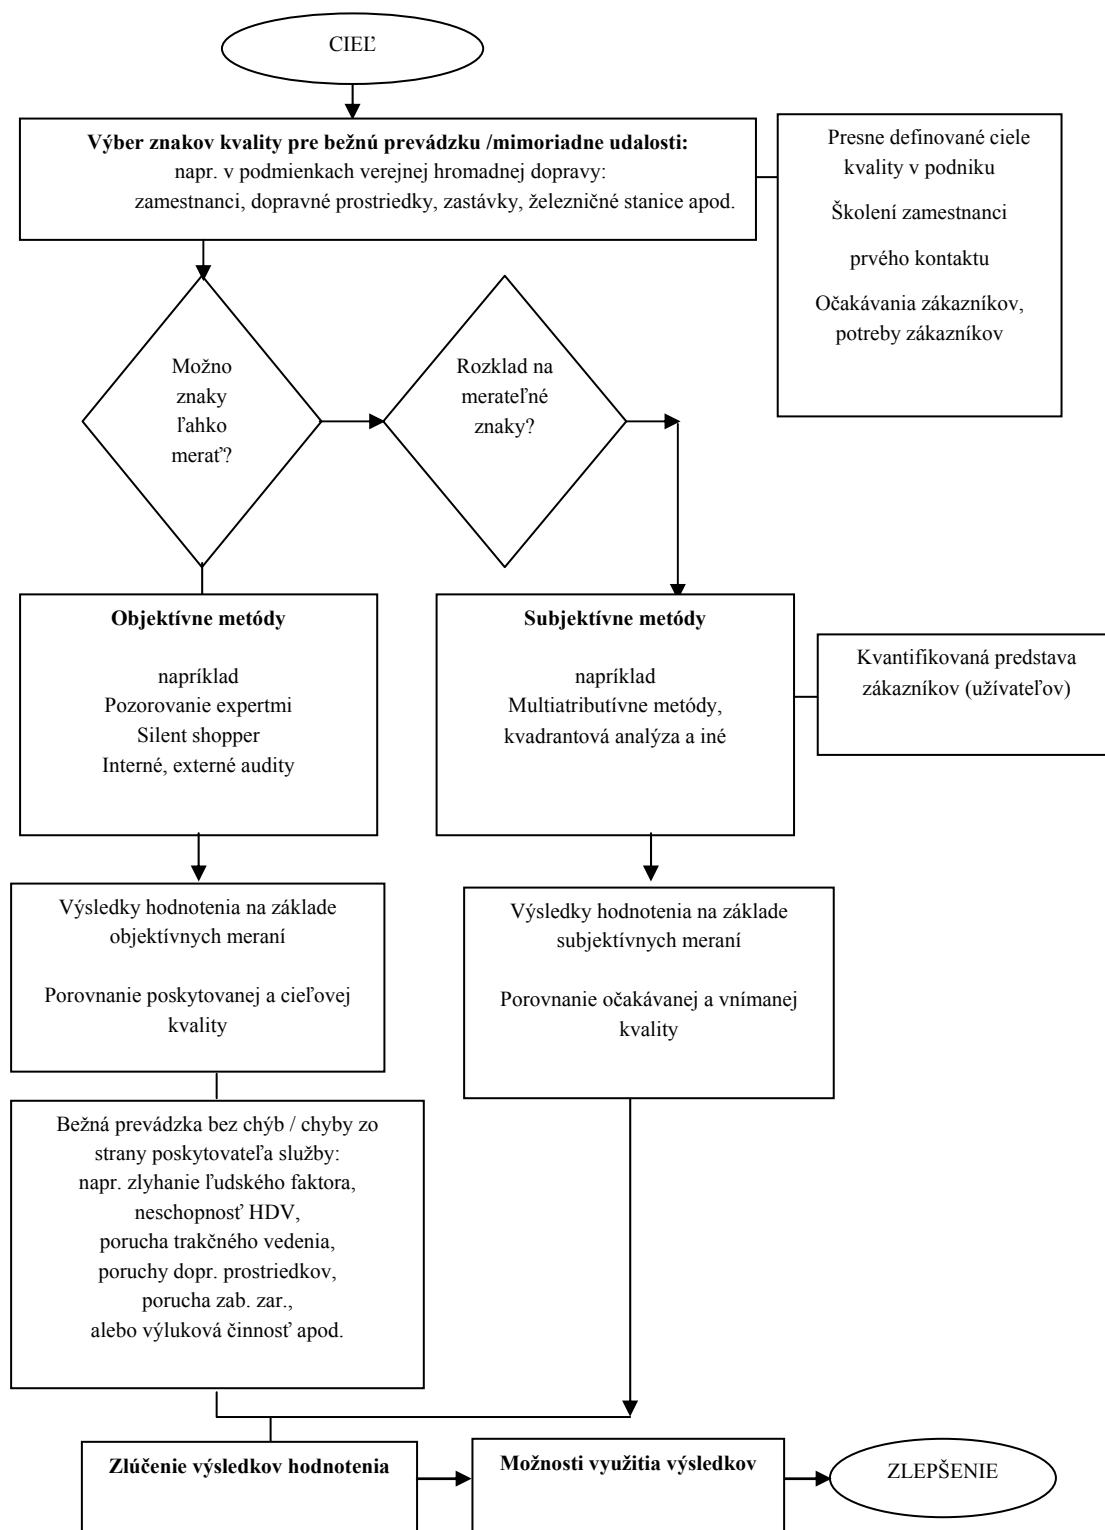 CIEĽ
Výber znakov kvality pre bežnú prevádzku /mimoriadne udalosti:
napr. v podmienkach verejnej hromadnej dopravy:
zamestnanci, dopravné prostriedky, zastávky, železničné stanice apod.
Presne definované ciele
kvality v podniku
Školení zamestnanci
prvého kontaktu
Očakávania zákazníkov,
potreby zákazníkov
Možno
znaky
ľahko
merať?
Rozklad na
merateľné
znaky?
Objektívne metódy
napríklad
Pozorovanie expertmi
Silent shopper
Interné, externé audity
Subjektívne metódy
napríklad
Multiatributívne metódy,
kvadrantová analýza a iné
Kvantifikovaná predstava
zákazníkov (užívateľov)
Výsledky hodnotenia na základe
objektívnych meraní
Porovnanie poskytovanej a cieľovej
kvality
Výsledky hodnotenia na základe
subjektívnych meraní
Porovnanie očakávanej a vnímanej
kvality
Bežná prevádzka bez chýb / chyby zo
strany poskytovateľa služby:
napr. zlyhanie ľudského faktora,
neschopnosť HDV,
porucha trakčného vedenia,
poruchy dopr. prostriedkov,
porucha zab. zar.,
alebo výluková činnosť apod.
Zlúčenie výsledkov hodnotenia
Možnosti využitia výsledkov
ZLEPŠENIE